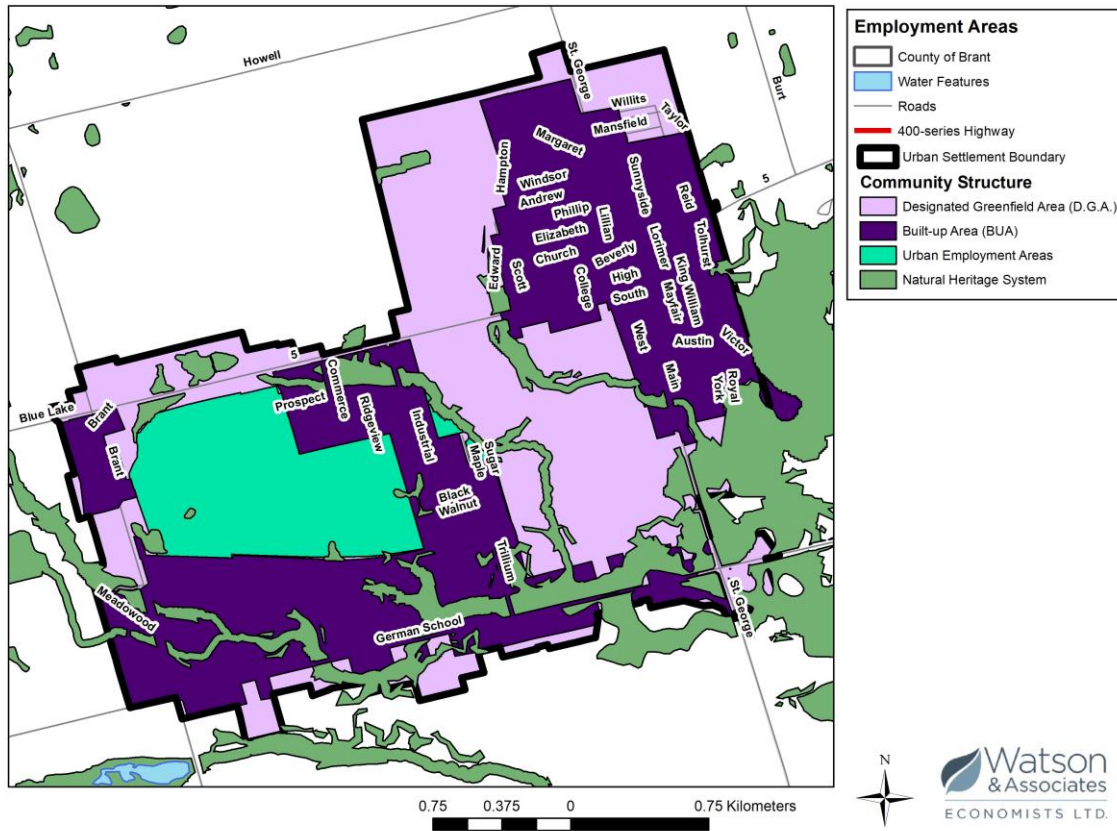 Howell
St. George
Burt
Willits
Taylor
Mansfield
Margaret
Hampton
Windsor
Andrew
Sunnyside
Reid
5
Phillip
Lillian
Elizabeth
Tolhurst
Edward
Scott
Church
Beverly
Lorimer
King William
College
High
South
Mayfair
West
Austin
Victor
Main
Royal
York
5
Commerce
Prospect
Ridgeview
Blue Lake
Brant
Brant
Industrial
Sugar
Maple
Black
Walnut
Trillium
Meadowood
German School
St. George
Employment Areas
County of Brant
Water Features
Roads
400-series Highway
Urban Settlement Boundary
Community Structure
Designated Greenfield Area (D.G.A.)
Built-up Area (BUA)
Urban Employment Areas
Natural Heritage System
0.75 0.375 0 0.75 Kilometers
N
Watson
& Associates
ECONOMISTS LTD.